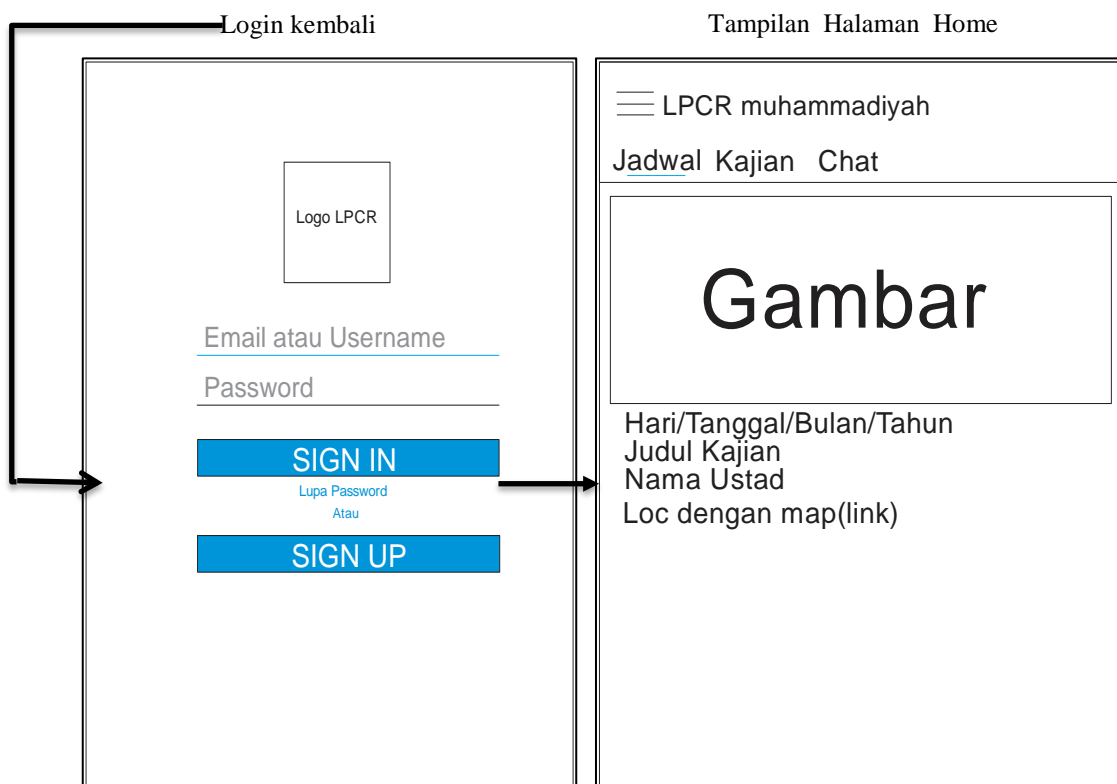 Login kembali
Logo LPCR
Email atau Username
Password
SIGN IN
Lupa Password
Atau
SIGN UP
Tampilan Halaman Home
LPCR muhammadiyah
Jadwal Kajian Chat
Gambar
Hari/Tanggal/Bulan/Tahun
Judul Kajian
Nama Ustad
Loc dengan map(link)